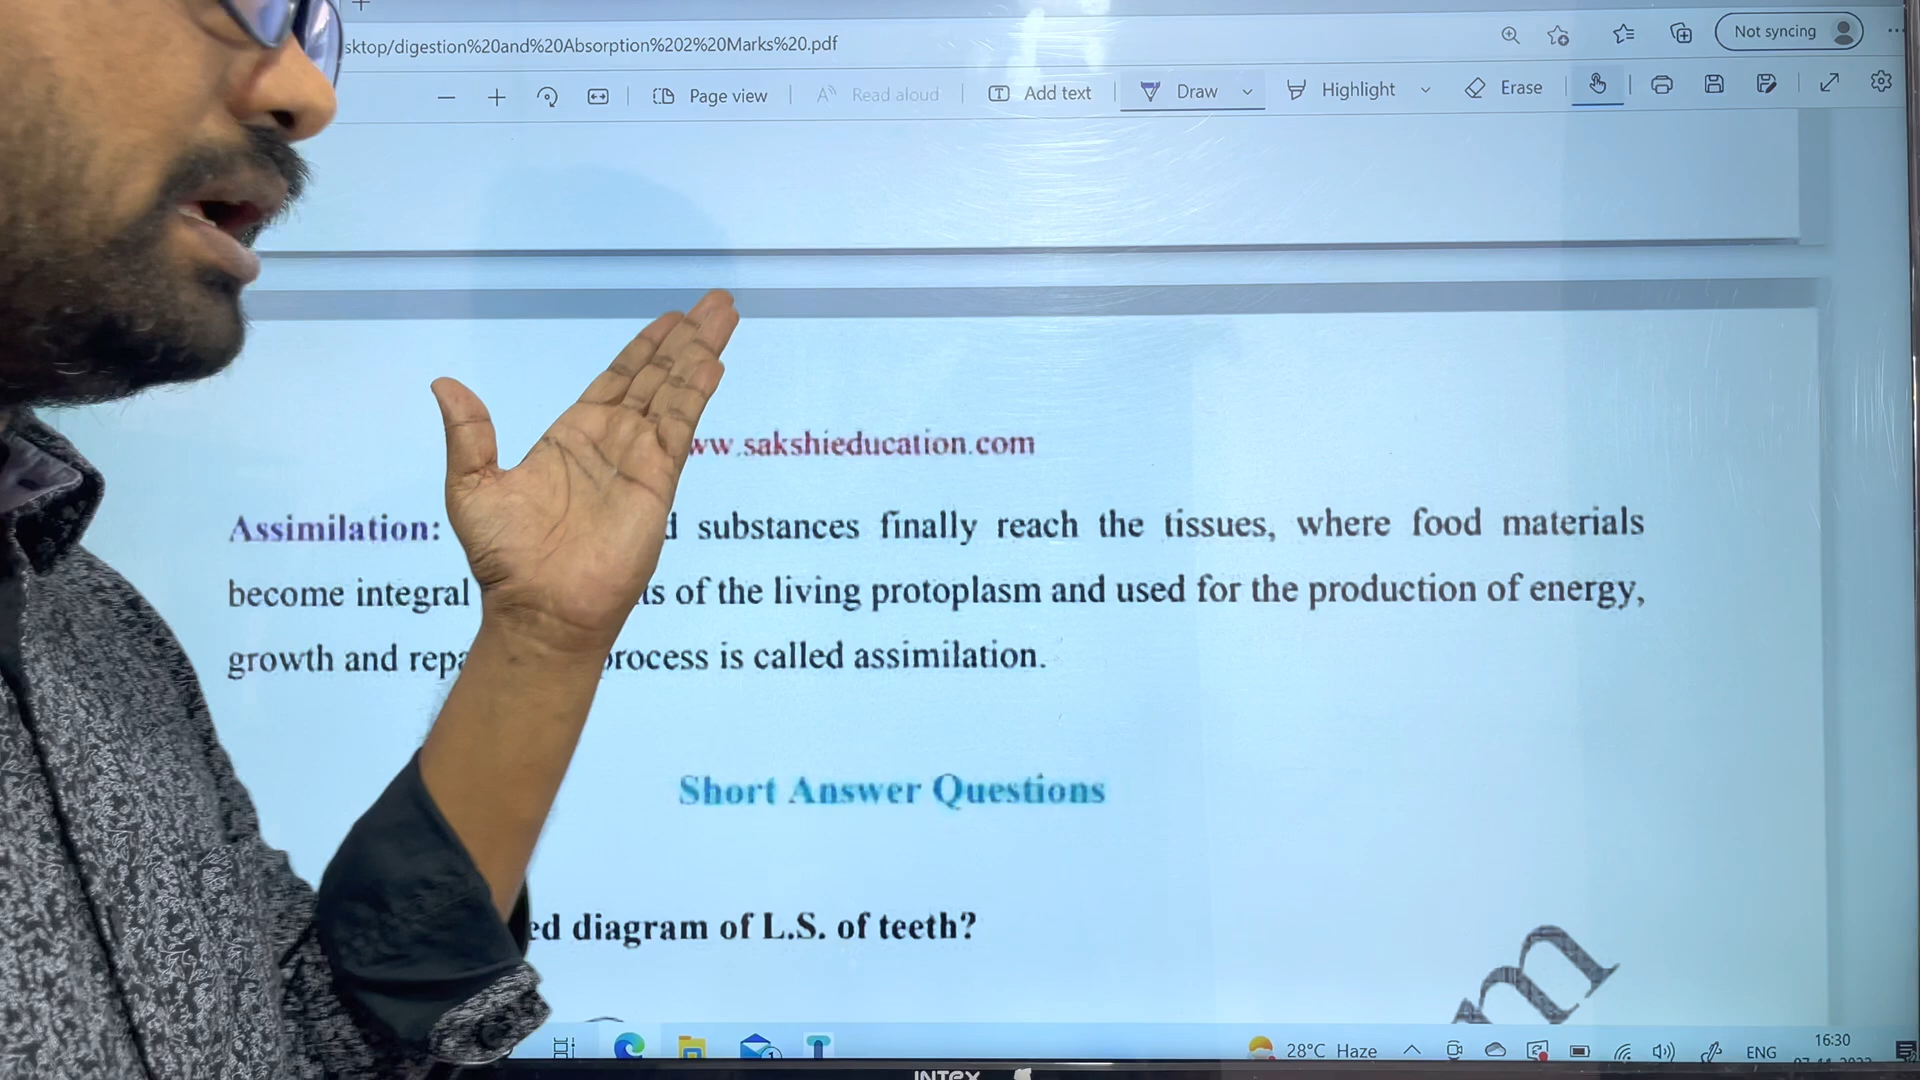 sktop/digestion%20and%20Absorption%202%20Marks%20.pdf
Not syncing
Page view
Read aloud
Add text
Draw
Highlight
Erase
ww.sakshieducation.com
Assimilation: d substances finally reach the tissues, where food materials
become integral ts of the living protoplasm and used for the production of energy,
growth and repa process is called assimilation.
Short Answer Questions
ed diagram of L.S. of teeth?
m
28°C Haze
ENG
16:30
INTEX